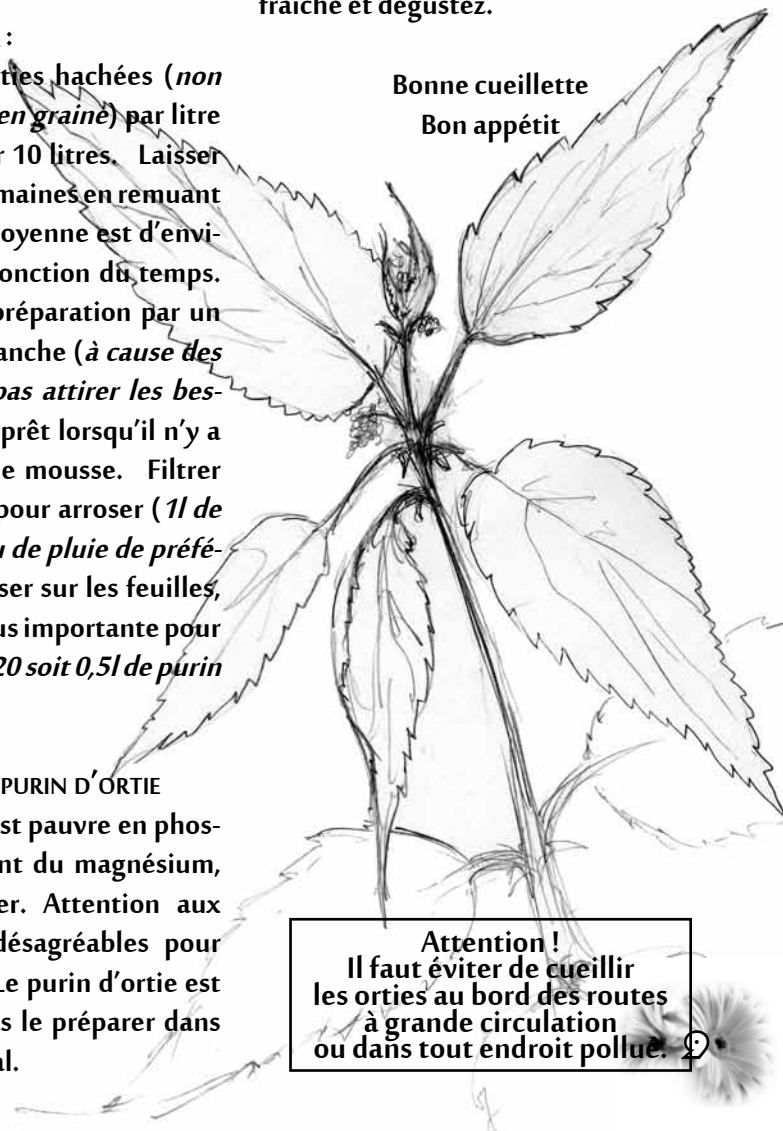 :
ties hachées (non
en graine) par litre
r 10 litres. Laisser
maines en remuant
oyenne est d'envi-
onction du temps.
préparation par un
anche (à cause des
pas attirer les bes-
prêt lorsqu'il n'y a
e mousse. Filtrer
pour arroser (1l de
u de pluie de préfé-
ser sur les feuilles,
us importante pour
20 soit 0,5l de purin
PURIN D'ORTIE
st pauvre en phos-
nt du magnésium,
er. Attention aux
désagréables pour
Le purin d'ortie est
s le préparer dans
al.
fraîche et dégustez.
Bonne cueillette
Bon appétit
Attention !
Il faut éviter de cueillir
les orties au bord des routes
à grande circulation
ou dans tout endroit pollué.
9